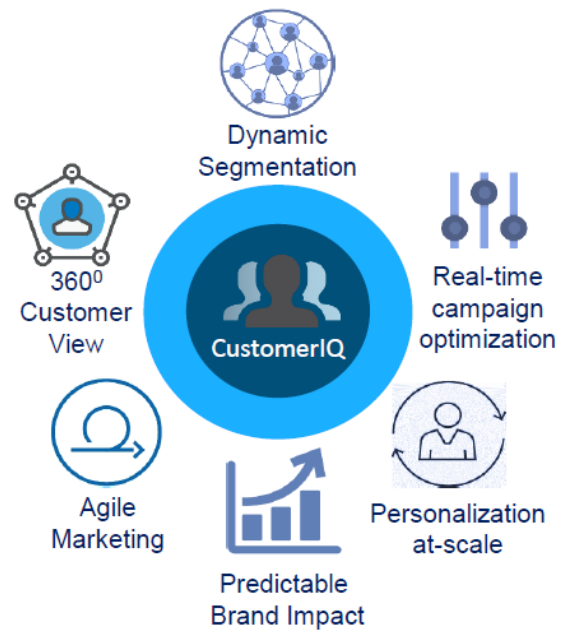 Dynamic
Segmentation
360⁰
Customer
View
Real-time
campaign
optimization
CustomerIQ
Agile
Marketing
Personalization
at-scale
Predictable
Brand Impact